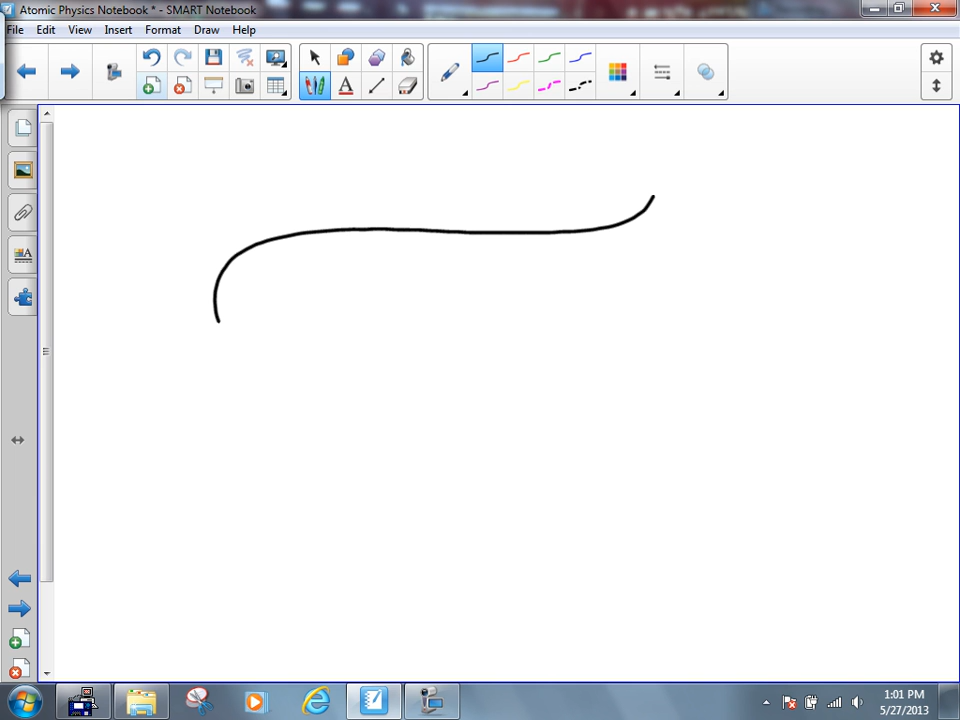 Atomic Physics Notebook * - SMART Notebook
File Edit View Insert Format Draw Help
1:01 PM
5/27/2013